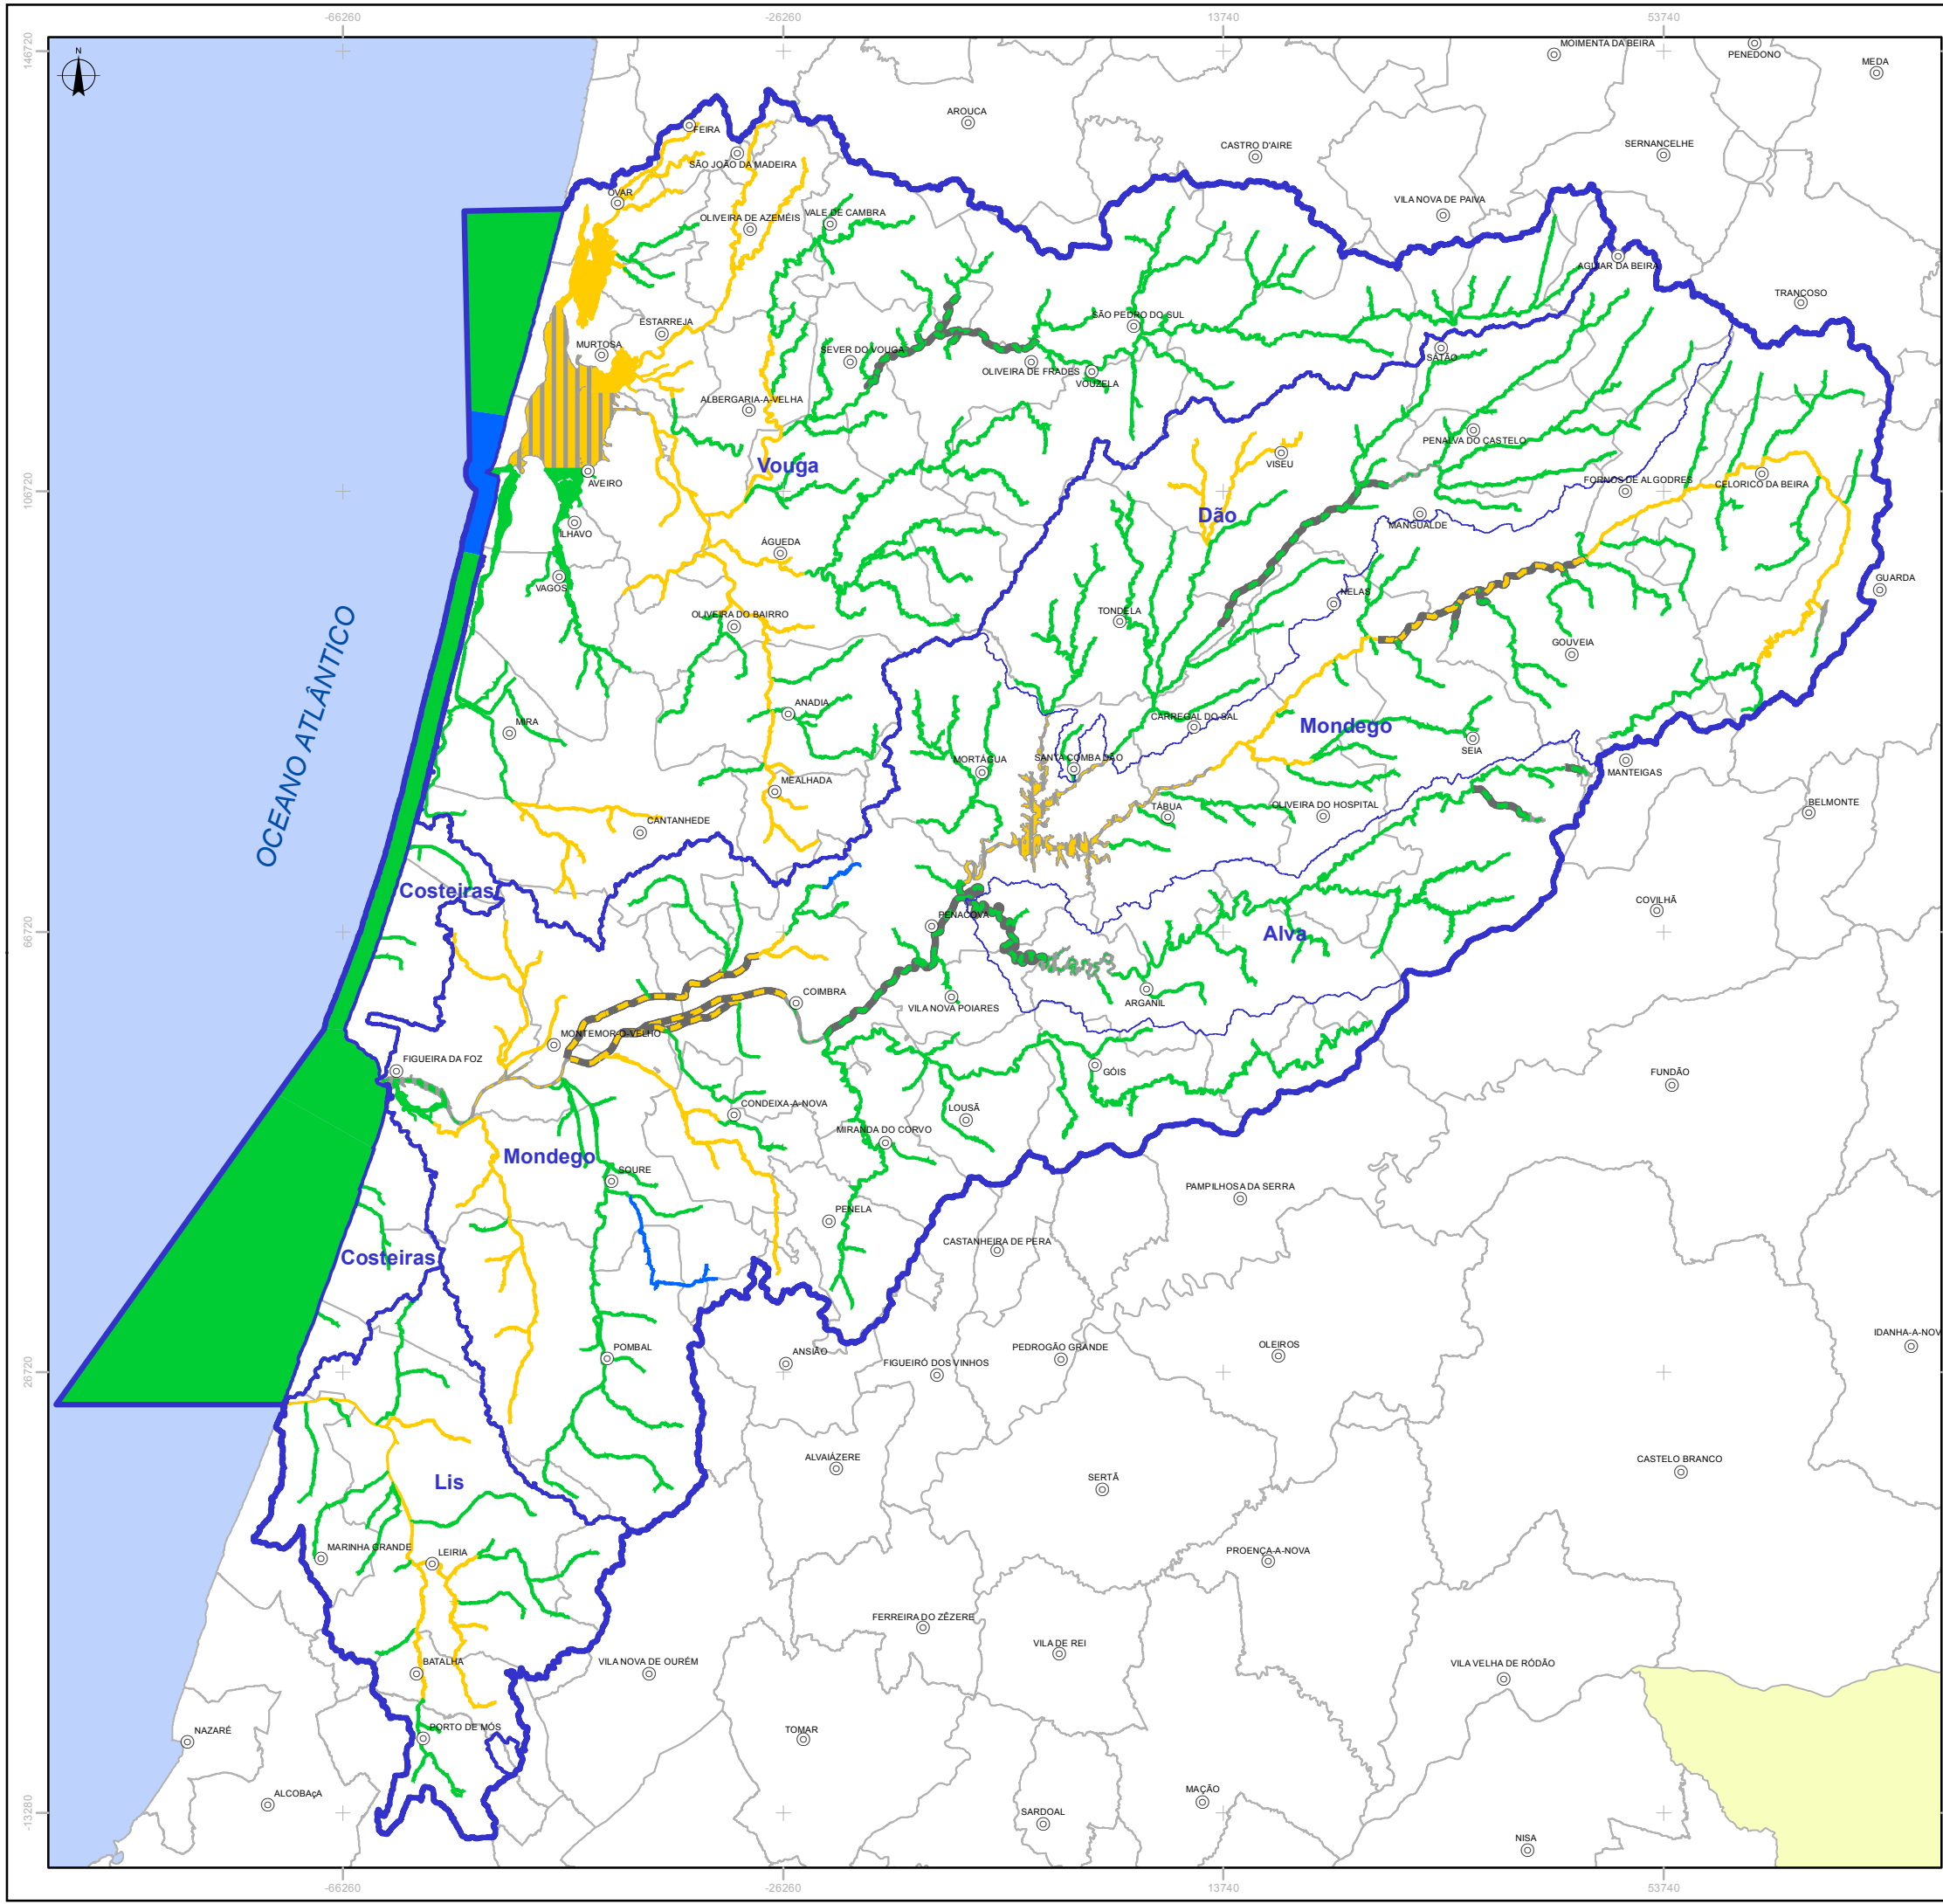 -66260
-26260
13740
53740
146720
N
MOIMENTA DA BEIRA
PENEDONO
MEDA
AROUCA
FEIRA
CASTRO D'AIRE
SERNANCELHE
SÃO JOÃO DA MADEIRA
OVAR
VILA NOVA DE PAIVA
OLIVEIRA DE AZEMÉIS
VALE DE CAMBRA
AGUIAR DA BEIRA
TRANCOSO
SÃO PEDRO DO SUL
ESTARREJA
MURTOSA
SEVER DO VOUGA
SÁTÃO
OLIVEIRA DE FRADES
VOUZELA
ALBERGARIA-A-VELHA
PENALVA DO CASTELO
Vouga
VISEU
106720
AVEIRO
FORNOS DE ALGODRES
CELORICO DA BEIRA
Dão
MANGUALDE
ILHAVO
ÁGUEDA
GUARDA
VAGOS
NELAS
OLIVEIRA DO BAIRRO
TONDELA
GOUVEIA
OCEANO ATLÂNTICO
ANADIA
MIRA
CARREGAL DO SAL
Mondego
SEIA
MORTÁGUA
SANTA COMBA DÃO
MANTEIGAS
MEALHADA
TÁBUA
OLIVEIRA DO HOSPITAL
BELMONTE
CANTANHEDE
Costeiras
COVILHÃ
66720
PENACOVA
Alva
COIMBRA
VILA NOVA POIARES
ARGANIL
MONTEMOR-O-VELHO
FIGUEIRA DA FOZ
GÓIS
FUNDÃO
CONDEIXA-A-NOVA
LOUSÃ
MIRANDA DO CORVO
Mondego
SOURE
PAMPILHOSA DA SERRA
PENELA
CASTANHEIRA DE PERA
Costeiras
26720
POMBAL
ANSIÃO
FIGUEIRÓ DOS VINHOS
PEDROGÃO GRANDE
OLEIROS
IDANHA-A-NOV
ALVAIÁZERE
CASTELO BRANCO
Lis
SERTÃ
MARINHA GRANDE
LEIRIA
PROENÇA-A-NOVA
FERREIRA DO ZÊZERE
VILA DE REI
BATALHA
VILA NOVA DE OURÉM
VILA VELHA DE RÓDÃO
NAZARÉ
PORTO DE MÓS
TOMAR
ALCOBAçA
MAÇÃO
SARDOAL
-13280
NISA
-66260
-26260
13740
53740